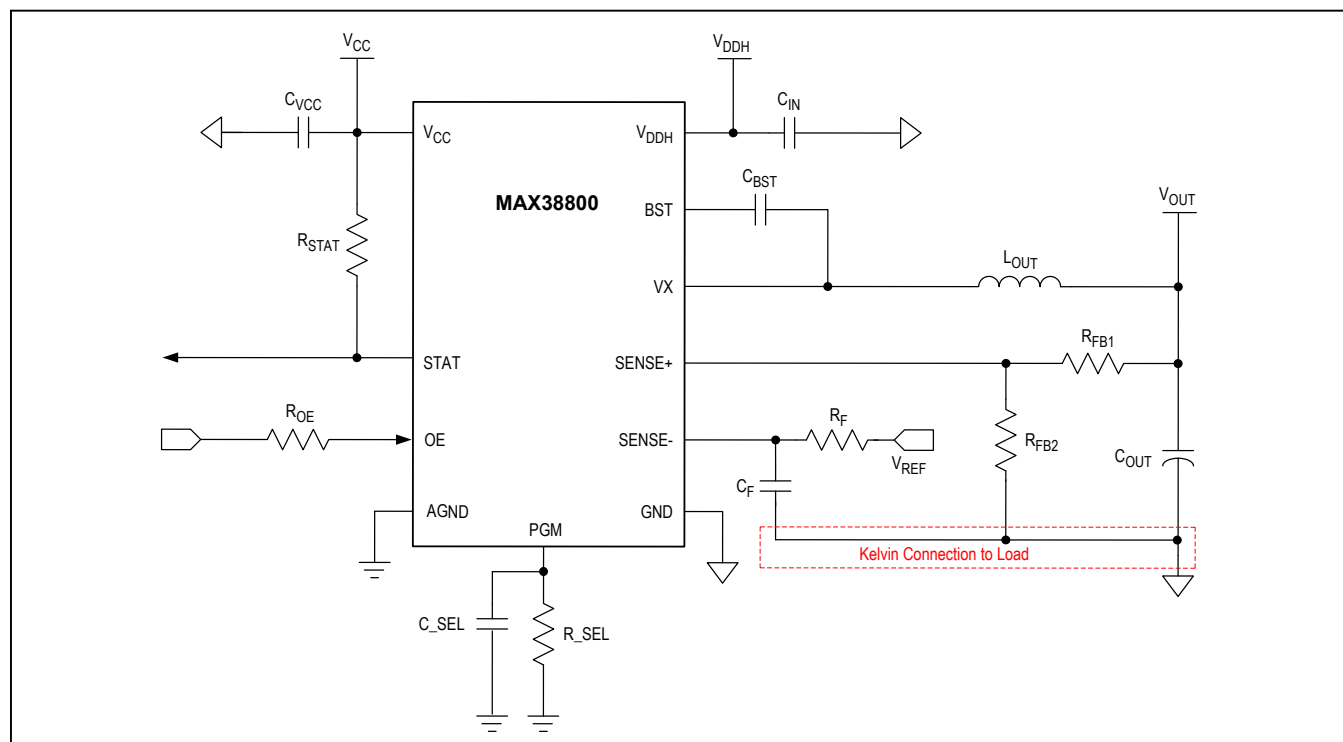 VCC
VDDH
CVCC
CIN
VCC
VDDH
CBST
MAX38800
BST
VOUT
RSTAT
LOUT
VX
RFB1
STAT
SENSE+
ROE
RF
OE
SENSE-
VREF
RFB2
COUT
CF
AGND
GND
PGM
Kelvin Connection to Load
C_SEL
R_SEL